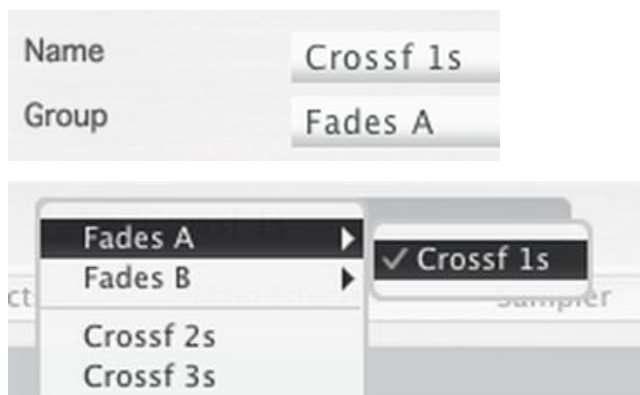 Name Crossf 1s
Group Fades A
Fades A
✓ Crossf 1s
Fades B
Sampler
Crossf 2s
Crossf 3s